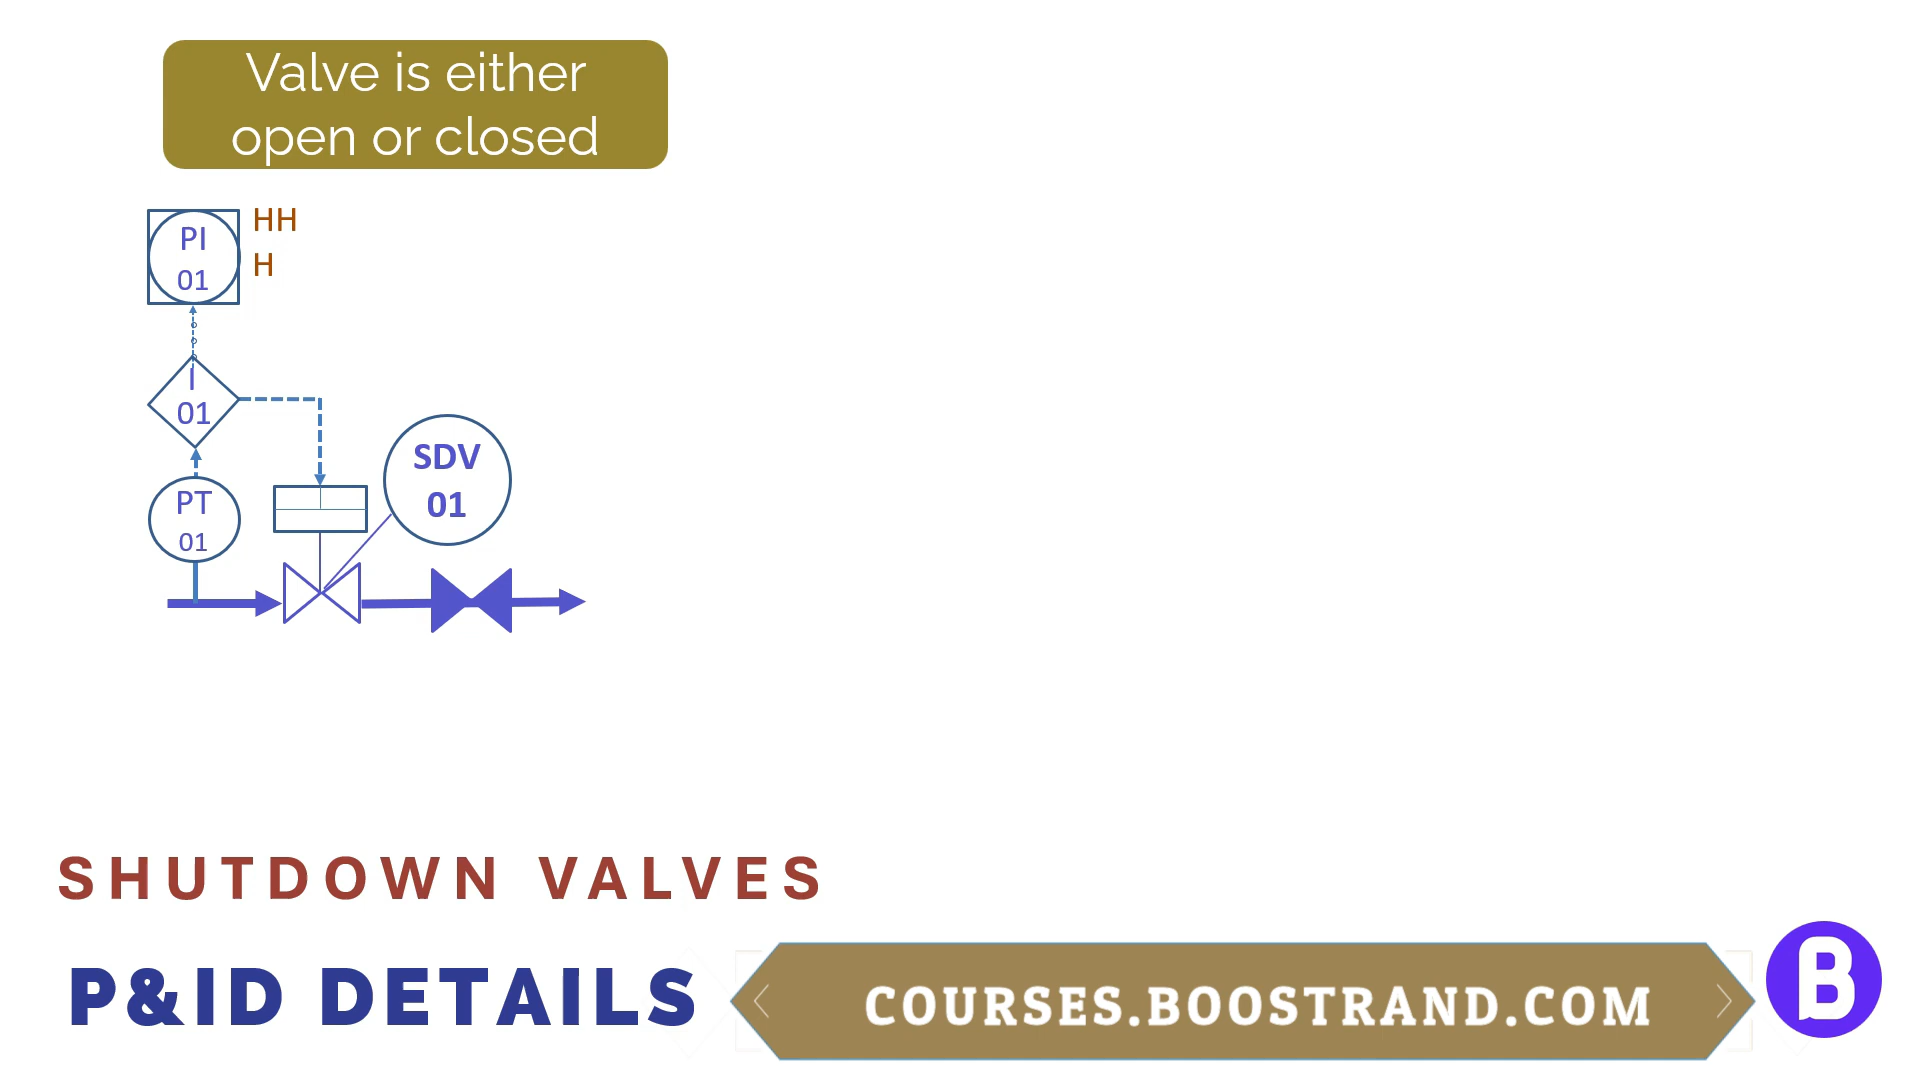 Valve is either
open or closed
PI
01
HH
H
I
01
PT
01
SDV
01
SHUTDOWN VALVES
P&ID DETAILS
COURSES.BOOSTRAND.COM
B